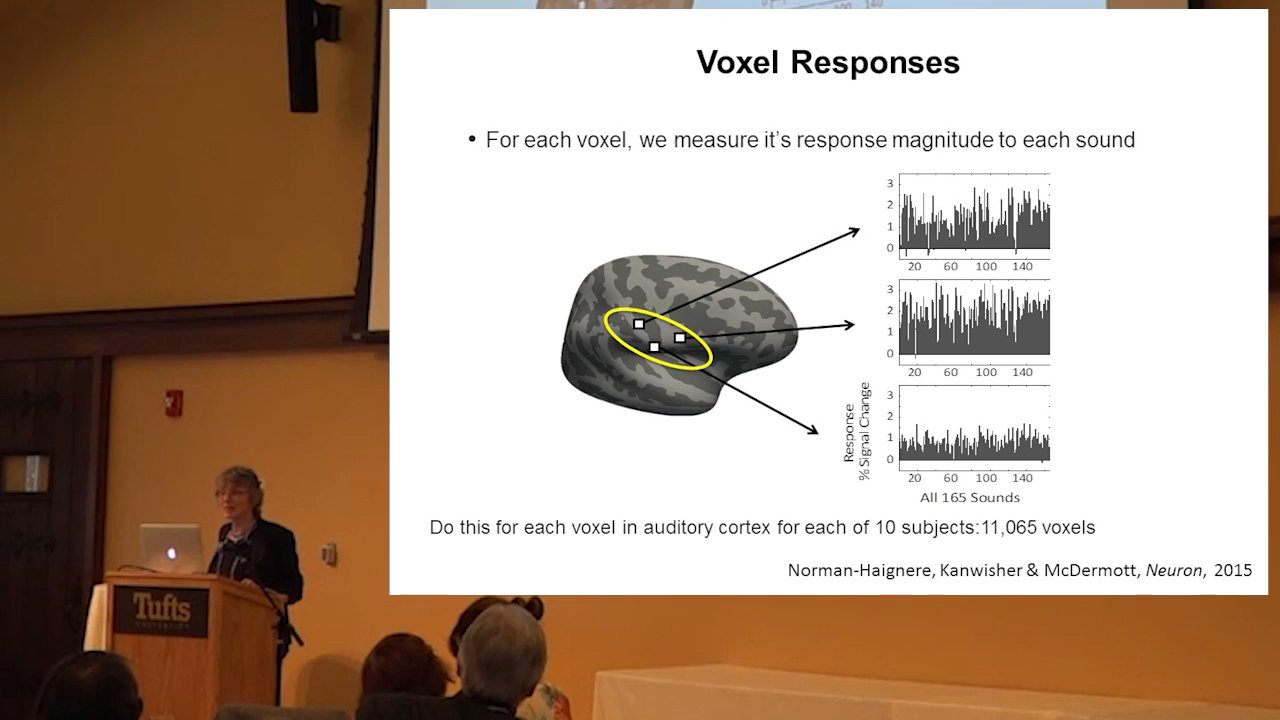 Voxel Responses
• For each voxel, we measure it's response magnitude to each sound
3
2
1
0
20 60 100 140
3
2
1
0
20 60 100 140
Response
% Signal Change
3
2
1
0
20 60 100 140
All 165 Sounds
Do this for each voxel in auditory cortex for each of 10 subjects:11,065 voxels
Norman-Haignere, Kanwisher & McDermott, Neuron, 2015
Tufts
UNIVERSITY